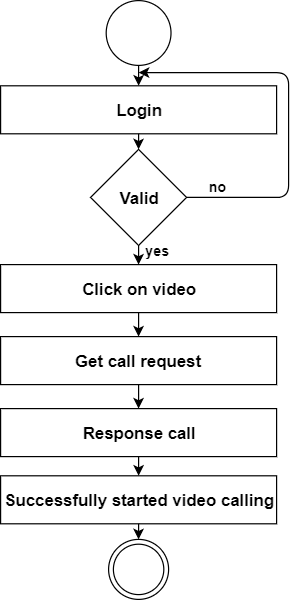 Login
Valid
no
yes
Click on video
Get call request
Response call
Successfully started video calling